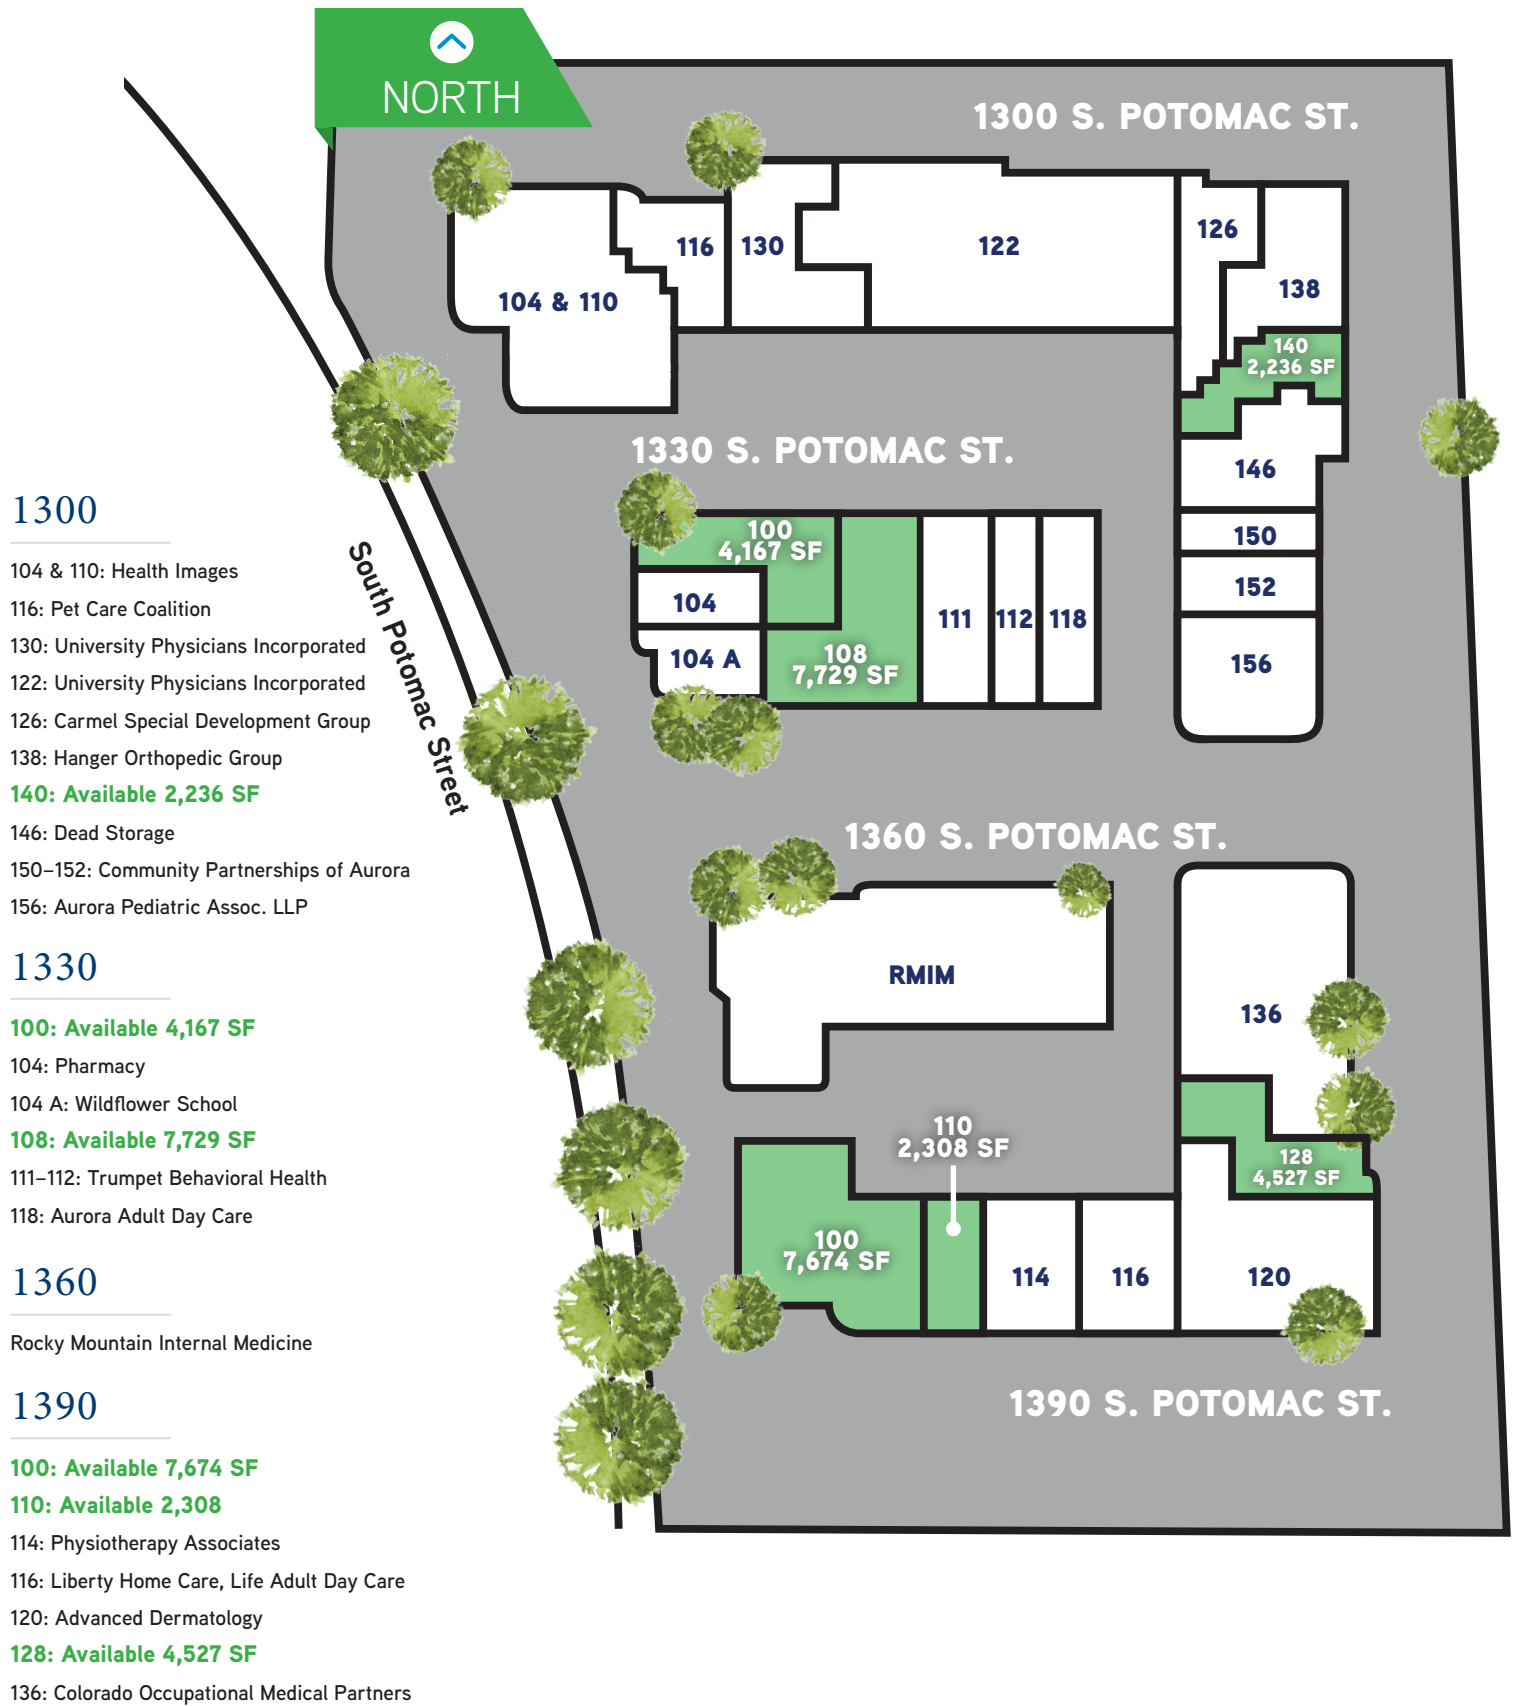 NORTH
1300 S. POTOMAC ST.
104 & 110
116
130
122
126
138
140
2,236 SF
146
150
152
156
1330 S. POTOMAC ST.
100
4,167 SF
104
104 A
108
7,729 SF
111
112
118
South Potomac Street
1360 S. POTOMAC ST.
RMIM
136
128
4,527 SF
110
2,308 SF
100
7,674 SF
114
116
120
1390 S. POTOMAC ST.
1300
104 & 110: Health Images
116: Pet Care Coalition
130: University Physicians Incorporated
122: University Physicians Incorporated
126: Carmel Special Development Group
138: Hanger Orthopedic Group
140: Available 2,236 SF
146: Dead Storage
150–152: Community Partnerships of Aurora
156: Aurora Pediatric Assoc. LLP
1330
100: Available 4,167 SF
104: Pharmacy
104 A: Wildflower School
108: Available 7,729 SF
111–112: Trumpet Behavioral Health
118: Aurora Adult Day Care
1360
Rocky Mountain Internal Medicine
1390
100: Available 7,674 SF
110: Available 2,308
114: Physiotherapy Associates
116: Liberty Home Care, Life Adult Day Care
120: Advanced Dermatology
128: Available 4,527 SF
136: Colorado Occupational Medical Partners